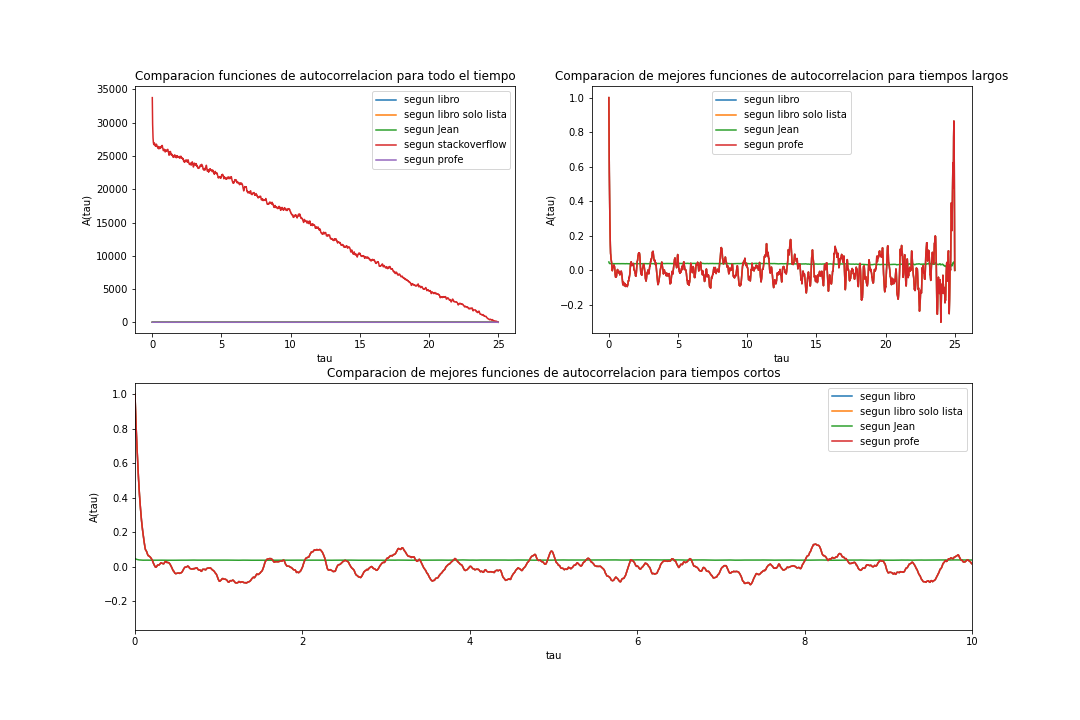 Comparacion funciones de autocorrelacion para todo el tiempo
35000
30000
25000
20000
15000
10000
5000
0
A(tau)
segun libro
segun libro solo lista
segun Jean
segun stackoverflow
segun profe
0
5
10
15
20
25
tau
Comparacion de mejores funciones de autocorrelacion para tiempos largos
1.0
0.8
0.6
0.4
0.2
0.0
−0.2
A(tau)
segun libro
segun libro solo lista
segun Jean
segun profe
0
5
10
15
20
25
tau
Comparacion de mejores funciones de autocorrelacion para tiempos cortos
1.0
0.8
0.6
0.4
0.2
0.0
−0.2
A(tau)
segun libro
segun libro solo lista
segun Jean
segun profe
0
2
4
6
8
10
tau